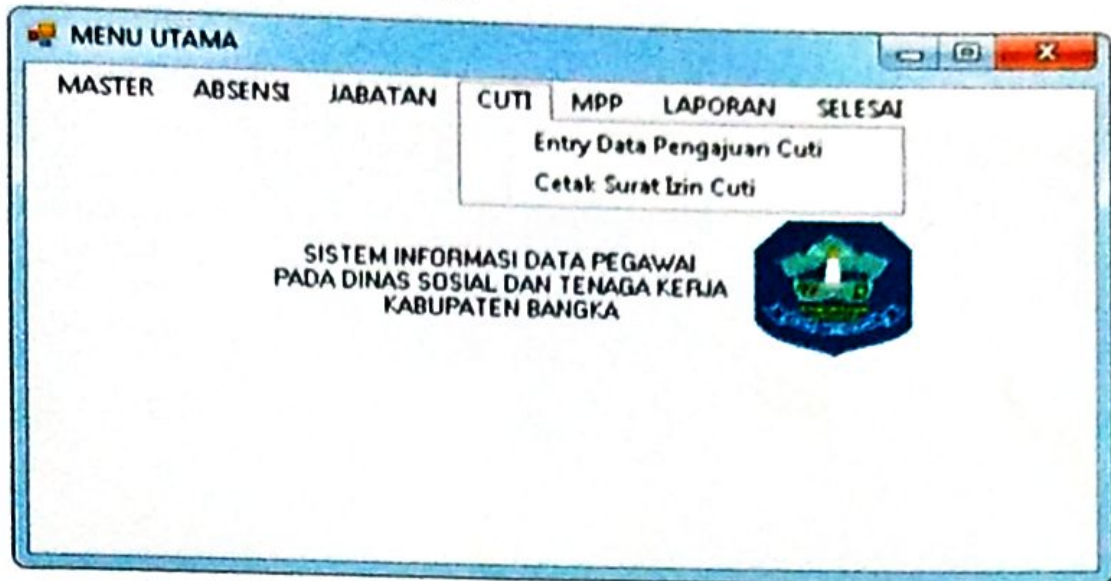 MENU UTAMA
MASTER ABSENSI JABATAN CUTI MPP LAPORAN SELESAI
Entry Data Pengajuan Cuti
Cetak Surat Izin Cuti
SISTEM INFORMASI DATA PEGAWAI
PADA DINAS SOSIAL DAN TENAGA KERJA
KABUPATEN BANGKA